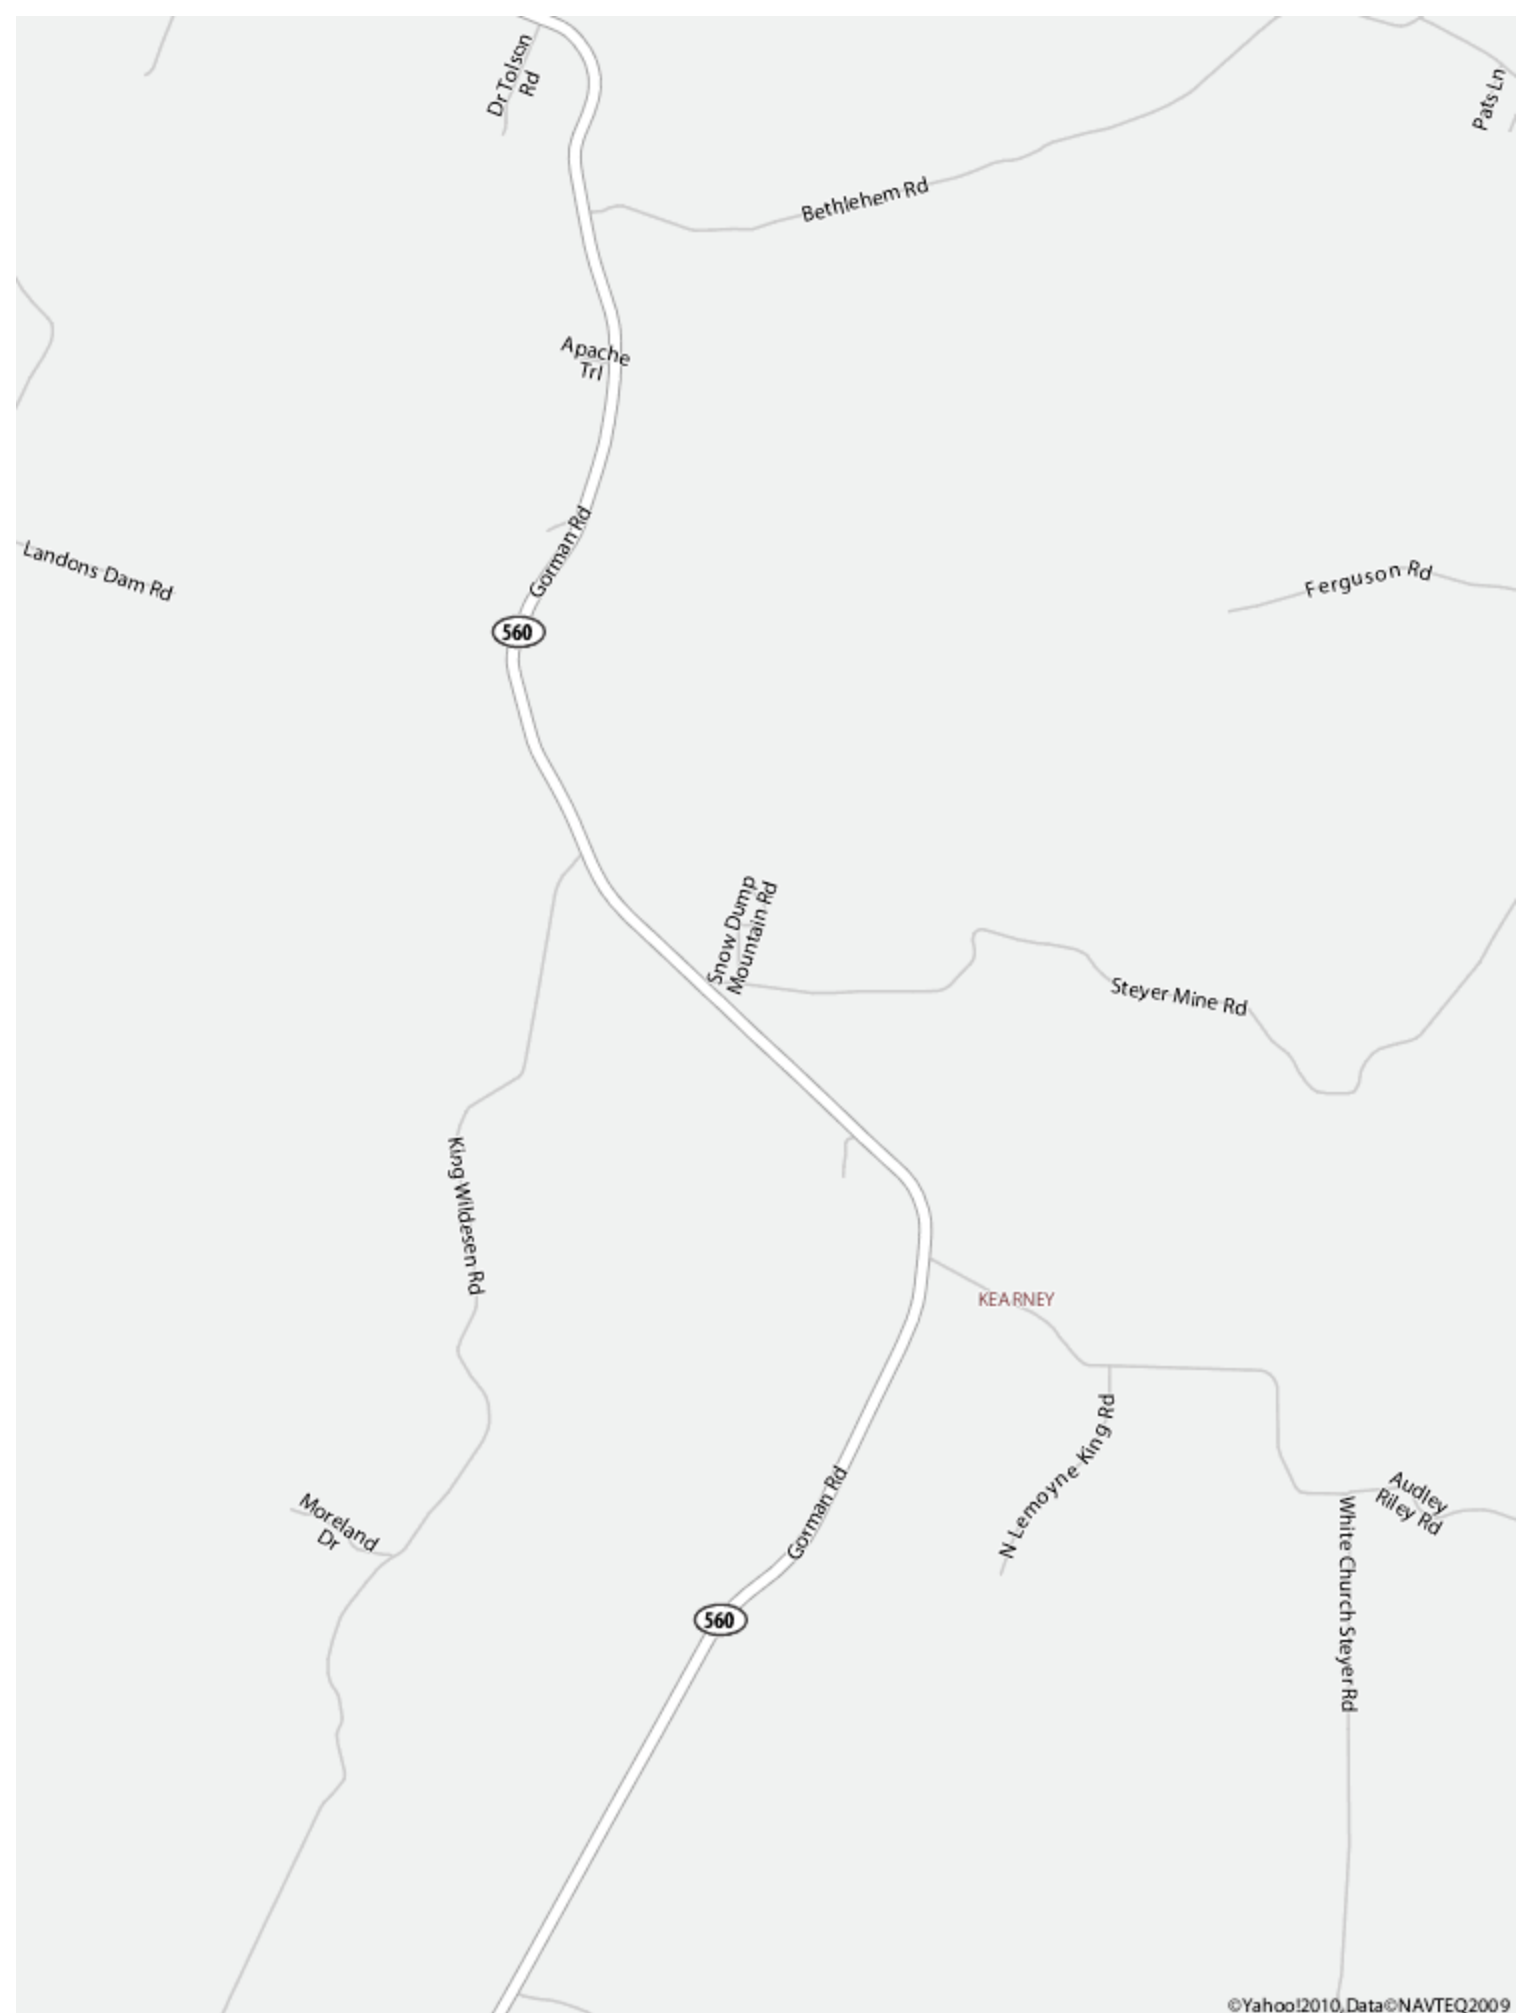 Dr Tolson
Rd
Pats Ln
Bethlehem Rd
Apache
Trl
Gorman Rd
Landons Dam Rd
Ferguson Rd
560
Snow Dump
Mountain Rd
Steyer Mine Rd
King Wildesen Rd
KEARNEY
N Lemoyne King Rd
Gorman Rd
Audley
Riley Rd
Moreland
Dr
White Church Steyer Rd
560
©Yahoo!2010,Data©NAVTEQ2009